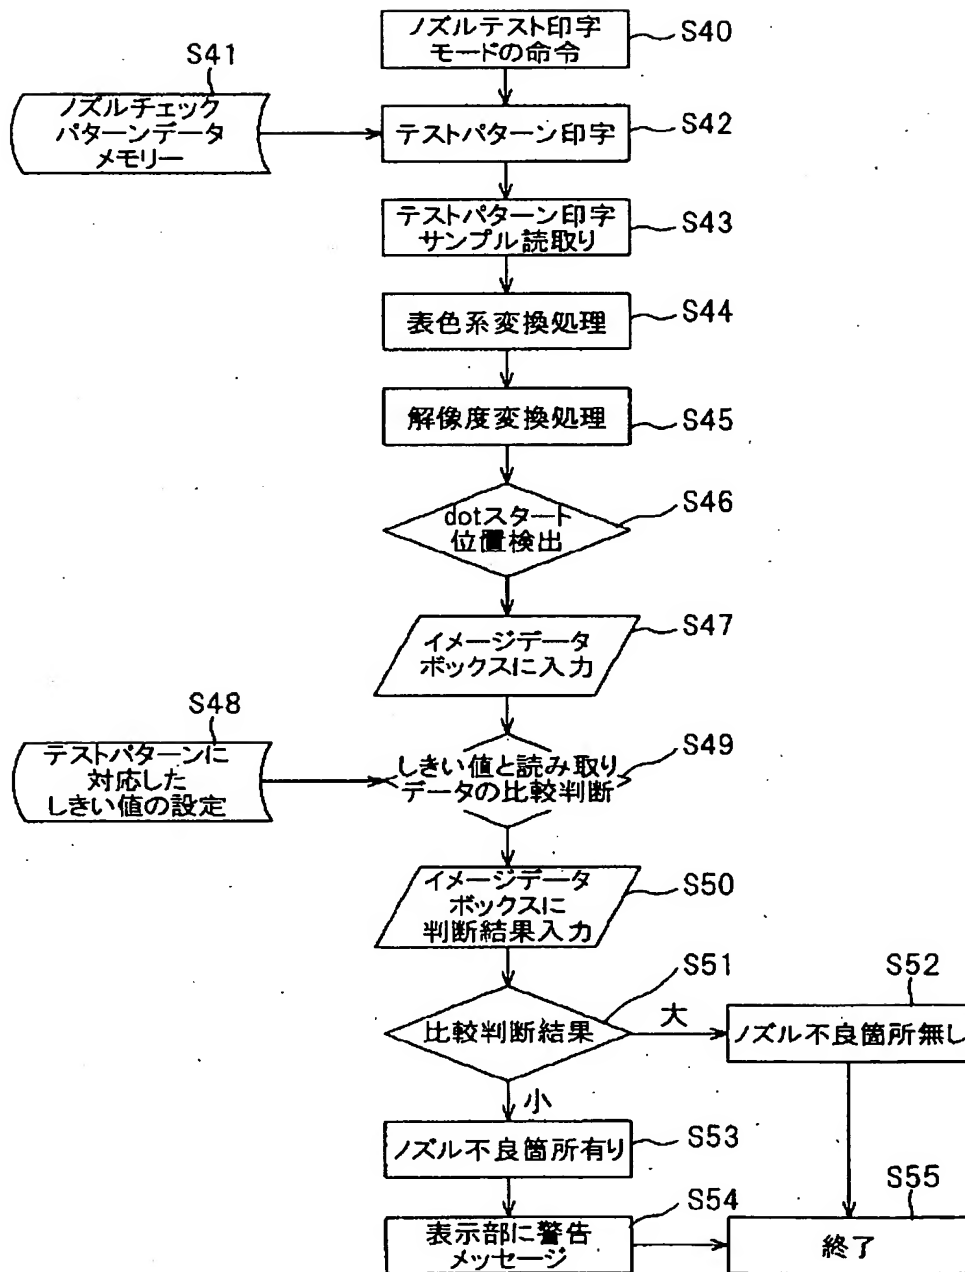 ノズルテスト印字
モードの命令
S40
S41
ノズルチェック
パターンデータ
メモリー
テストパターン印字
S42
テストパターン印字
サンプル読取り
S43
表色系変換処理
S44
解像度変換処理
S45
dotスタート
位置検出
S46
イメージデータ
ボックスに入力
S47
S48
テストパターンに
対応した
しきい値の設定
しきい値と読み取り
データの比較判断
S49
イメージデータ
ボックスに
判断結果入力
S50
比較判断結果
S51
大
S52
ノズル不良箇所無し
小
ノズル不良箇所有り
S53
表示部に警告
メッセージ
S54
S55
終了